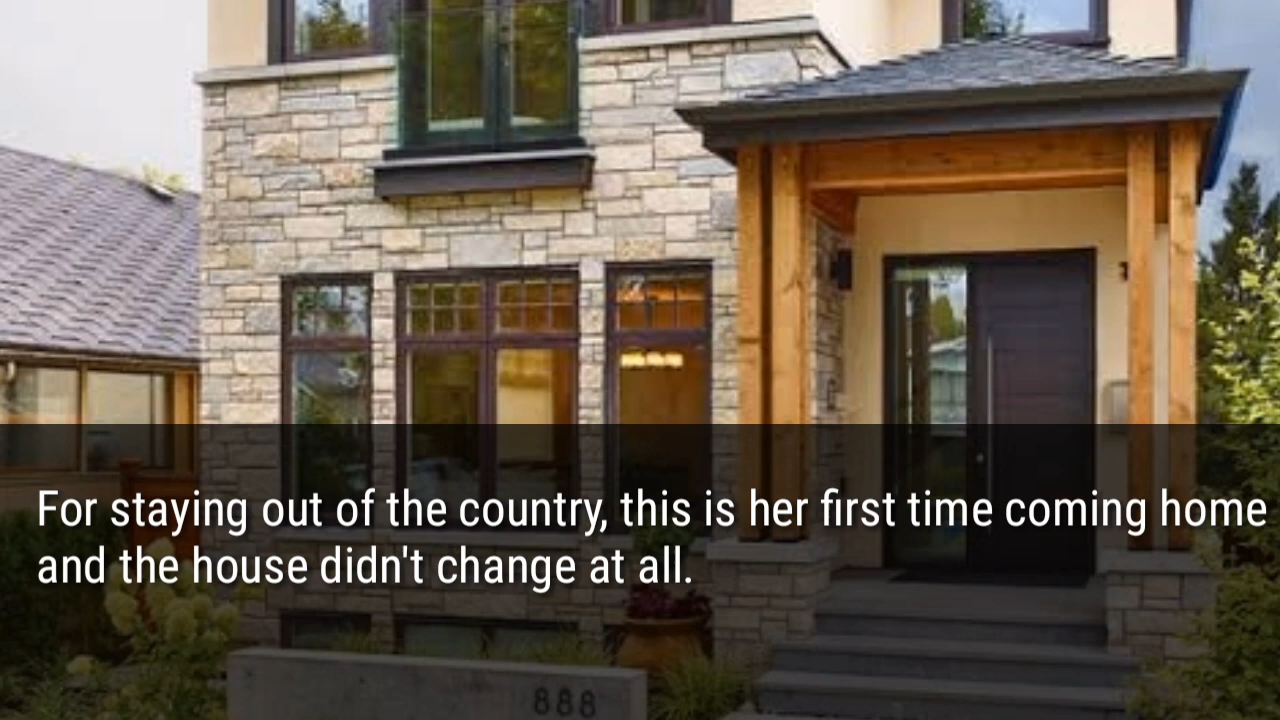 For staying out of the country, this is her first time coming home
and the house didn't change at all.
888